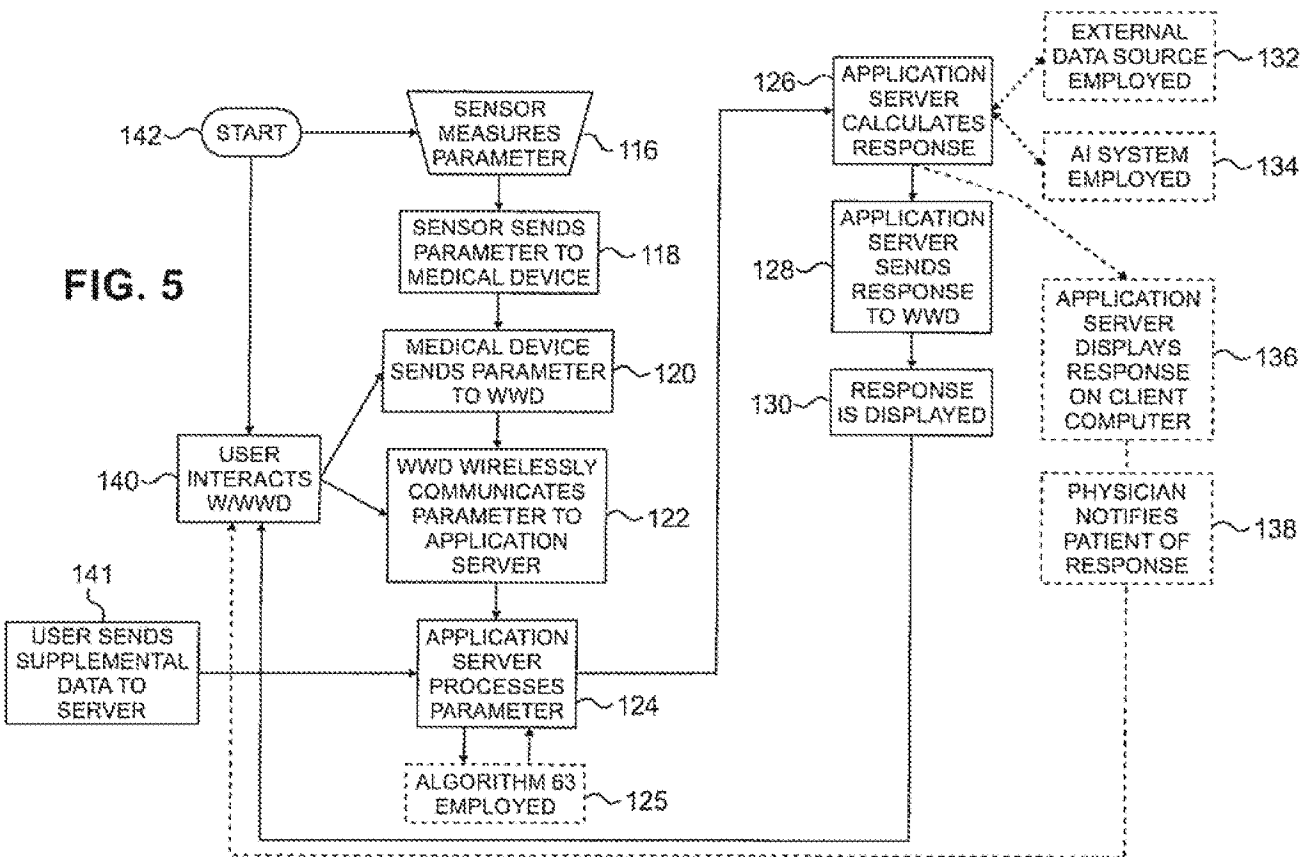 START
142
SENSOR
MEASURES
PARAMETER
116
SENSOR SENDS
PARAMETER TO
MEDICAL DEVICE
118
FIG. 5
MEDICAL DEVICE
SENDS PARAMETER
TO WWD
120
USER
INTERACTS
W/WWD
140
WWD WIRELESSLY
COMMUNICATES
PARAMETER TO
APPLICATION
SERVER
122
141
USER SENDS
SUPPLEMENTAL
DATA TO
SERVER
APPLICATION
SERVER
PROCESSES
PARAMETER
124
ALGORITHM 63
EMPLOYED
125
126
APPLICATION
SERVER
CALCULATES
RESPONSE
128
APPLICATION
SERVER
SENDS
RESPONSE
TO WWD
130
RESPONSE
IS DISPLAYED
EXTERNAL
DATA SOURCE
EMPLOYED
132
AI SYSTEM
EMPLOYED
134
APPLICATION
SERVER
DISPLAYS
RESPONSE
ON CLIENT
COMPUTER
136
PHYSICIAN
NOTIFIES
PATIENT OF
RESPONSE
138